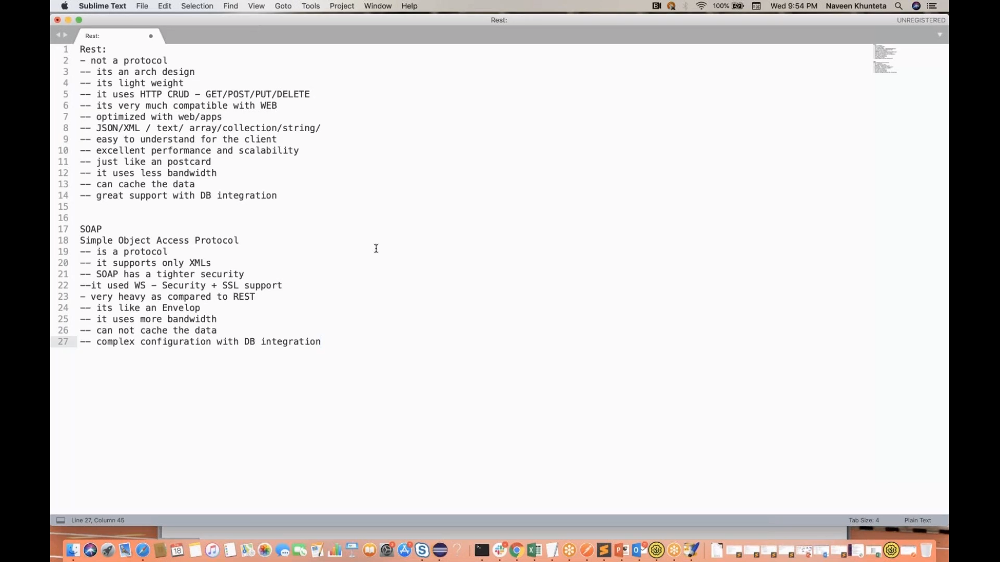 Sublime Text File Edit Selection Find View Goto Tools Project Window Help 100% Wed 9:54 PM Naveen Khunteta
Rest: UNREGISTERED
Rest:
1 Rest:
2 - not a protocol
3 -- its an arch design
4 -- its light weight
5 -- it uses HTTP CRUD - GET/POST/PUT/DELETE
6 -- its very much compatible with WEB
7 -- optimized with web/apps
8 -- JSON/XML / text/ array/collection/string/
9 -- easy to understand for the client
10 -- excellent performance and scalability
11 -- just like an postcard
12 -- it uses less bandwidth
13 -- can cache the data
14 -- great support with DB integration
15
16
17 SOAP
18 Simple Object Access Protocol
19 -- is a protocol
20 -- it supports only XMLs
21 -- SOAP has a tighter security
22 --it used WS - Security + SSL support
23 - very heavy as compared to REST
24 -- its like an Envelop
25 -- it uses more bandwidth
26 -- can not cache the data
27 -- complex configuration with DB integration
Line 27, Column 45 Tab Size: 4 Plain Text
18